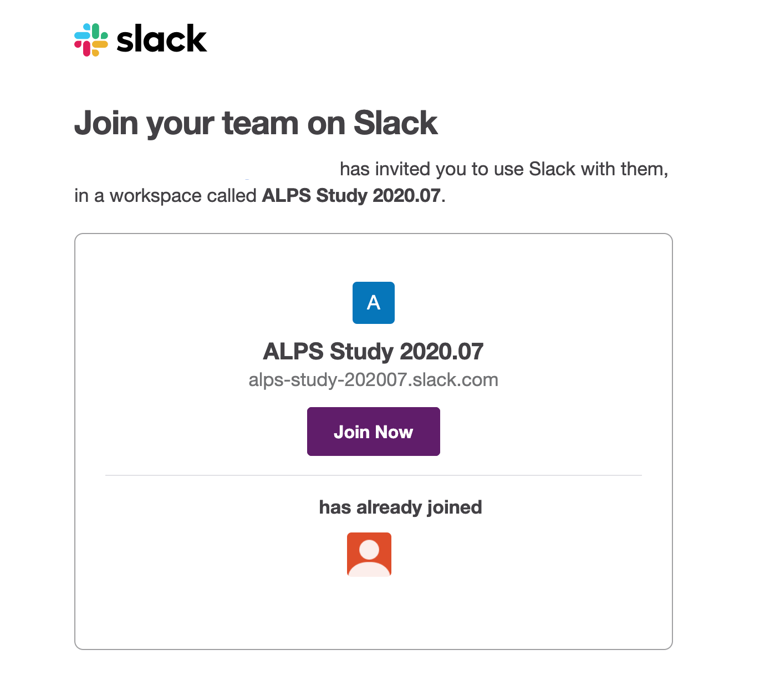 slack
Join your team on Slack
has invited you to use Slack with them,
in a workspace called ALPS Study 2020.07.
A
ALPS Study 2020.07
alps-study-202007.slack.com
Join Now
has already joined